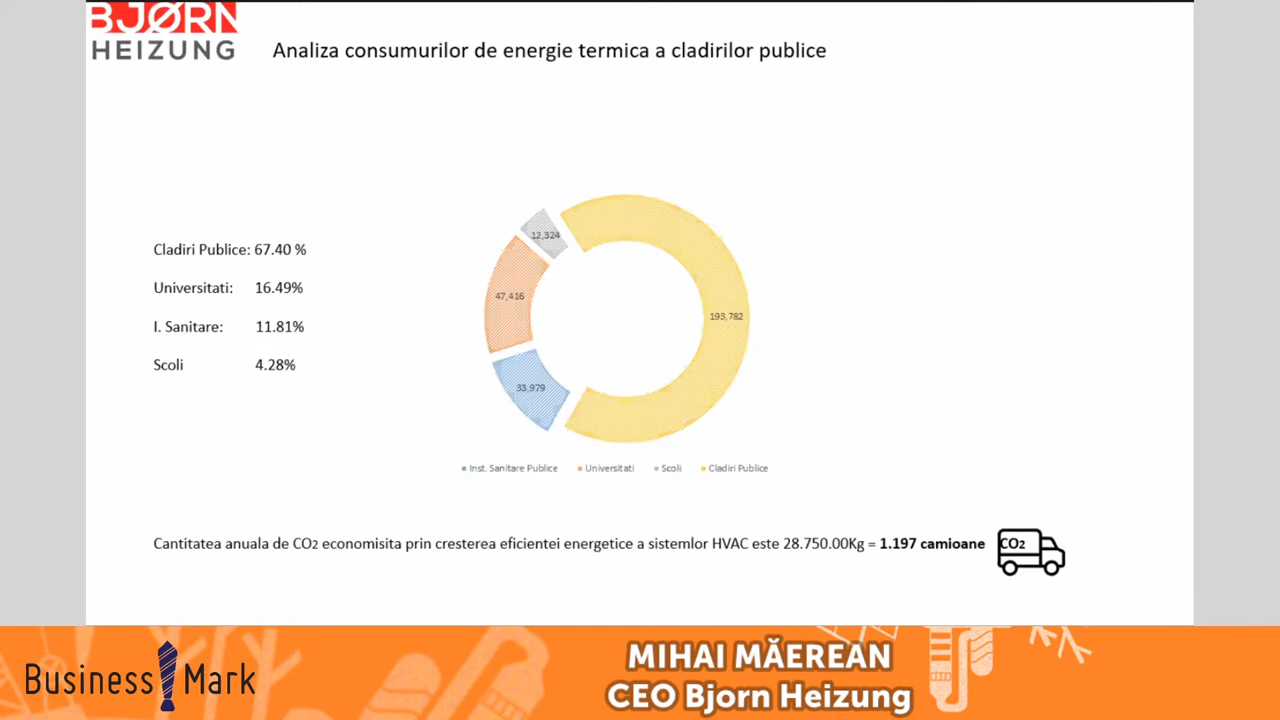 BJØRN
HEIZUNG
Analiza consumurilor de energie termica a cladirilor publice
Cladiri Publice: 67.40 %
Universitati: 16.49%
I. Sanitare: 11.81%
Scoli 4.28%
12,324
47,416
193,782
33,979
Inst. Sanitare Publice Universitati Scoli Cladiri Publice
Cantitatea anuala de CO2 economisita prin cresterea eficientei energetice a sistemlor HVAC este 28.750.00Kg = 1.197 camioane
CO2
Business Mark
MIHAI MĂEREAN
CEO Bjorn Heizung